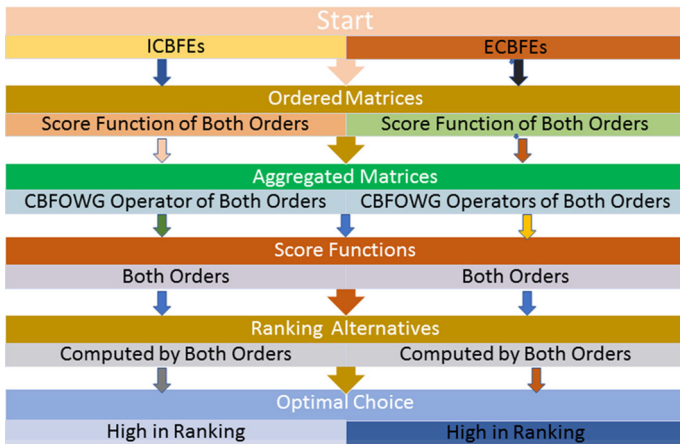 Start
ICBFEs ECBFEs
Ordered Matrices
Score Function of Both Orders Score Function of Both Orders
Aggregated Matrices
CBFOWG Operator of Both Orders CBFOWG Operators of Both Orders
Score Functions
Both Orders Both Orders
Ranking Alternatives
Computed by Both Orders Computed by Both Orders
Optimal Choice
High in Ranking High in Ranking